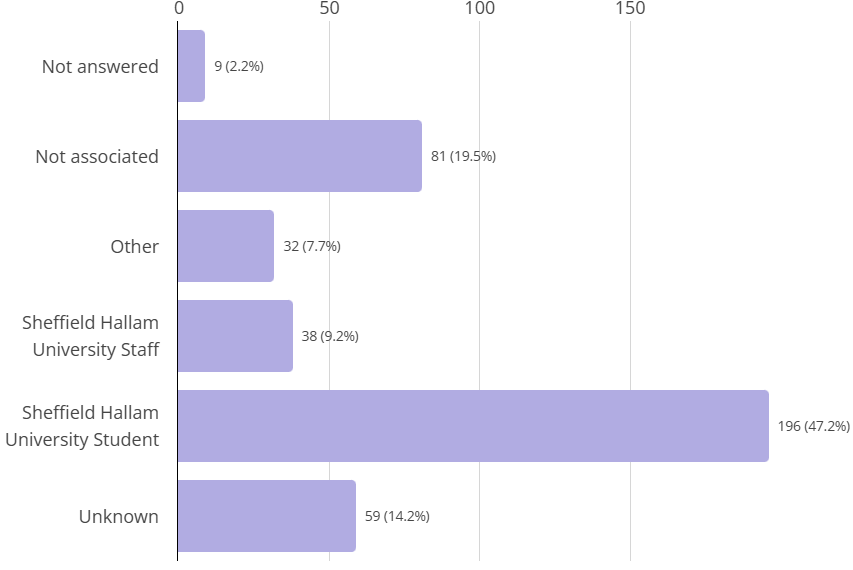 0 50 100 150
Not answered 9 (2.2%)
Not associated 81 (19.5%)
Other 32 (7.7%)
Sheffield Hallam
University Staff 38 (9.2%)
Sheffield Hallam
University Student 196 (47.2%)
Unknown 59 (14.2%)